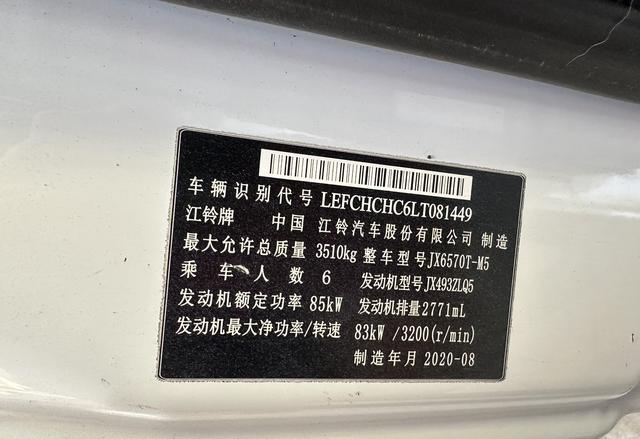 车辆识别代号 LEFCHCHC6LT081449
江铃牌 中国 江铃汽车股份有限公司 制造
最大允许总质量 3510kg 整车型号JX6570T-M5
乘车人数 6 发动机型号JX493ZLQ5
发动机额定功率 85kW 发动机排量2771mL
发动机最大净功率/转速 83kW /3200(r/min)
制造年月 2020-08